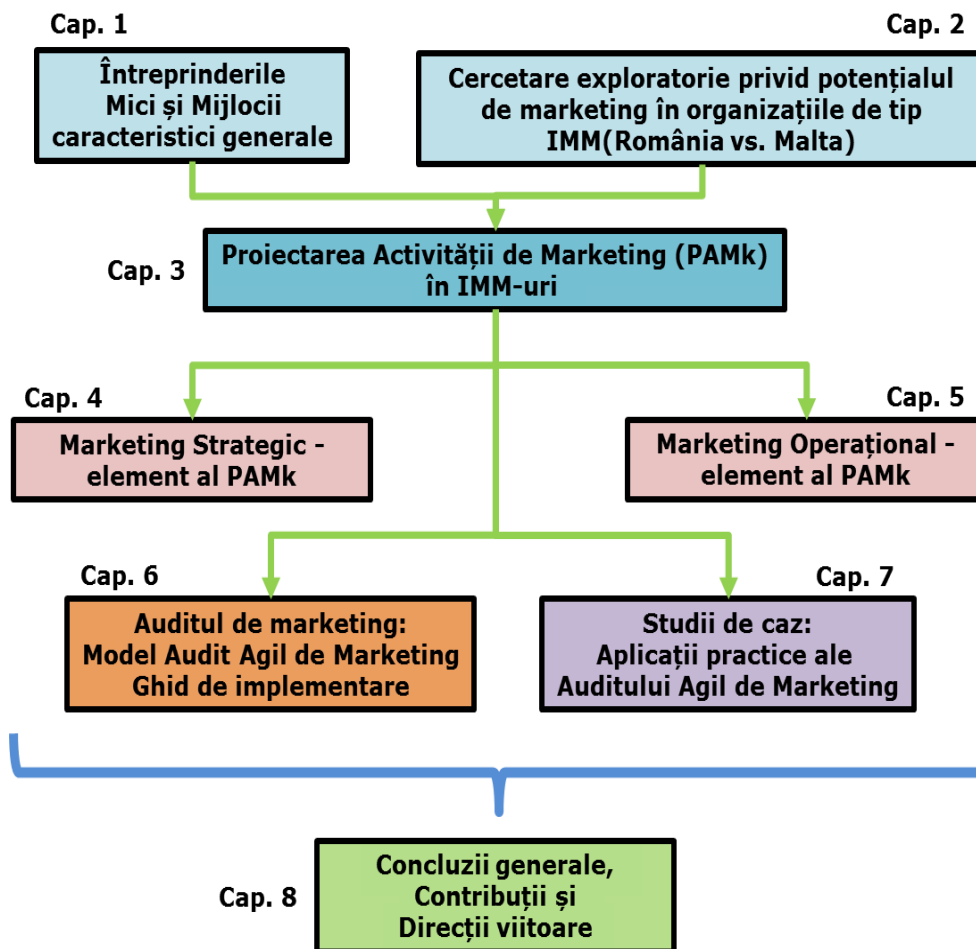 Cap. 1
Întreprinderile
Mici și Mijlocii
caracteristici generale
Cap. 2
Cercetare exploratorie privid potențialul
de marketing în organizațiile de tip
IMM(România vs. Malta)
Cap. 3
Proiectarea Activității de Marketing (PAMk)
în IMM-uri
Cap. 4
Marketing Strategic -
element al PAMk
Cap. 5
Marketing Operațional -
element al PAMk
Cap. 6
Auditul de marketing:
Model Audit Agil de Marketing
Ghid de implementare
Cap. 7
Studii de caz:
Aplicații practice ale
Auditului Agil de Marketing
Cap. 8
Concluzii generale,
Contribuții și
Direcții viitoare